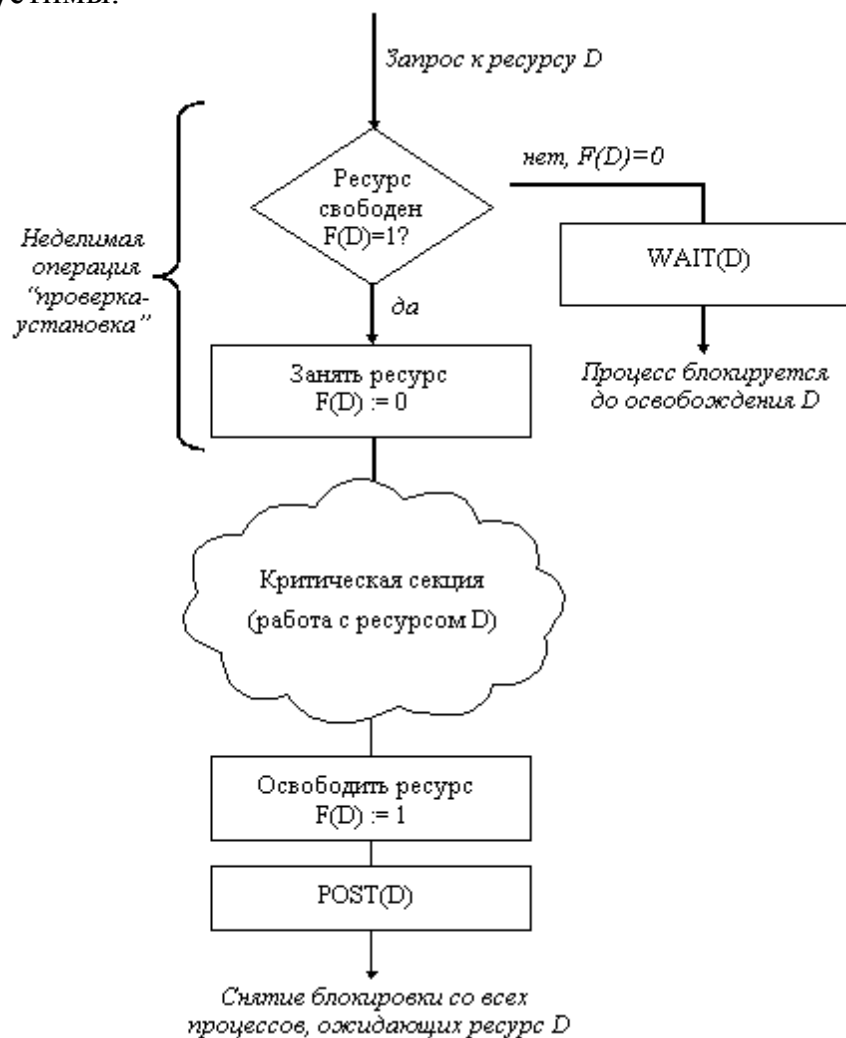 устимы.
Запрос к ресурсу D
нет, F(D)=0
Ресурс
свободен
F(D)=1?
WAIT(D)
Неделимая
операция
“проверка-
установка”
да
Занять ресурс
F(D) := 0
Процесс блокируется
до освобождения D
Критическая секция
(работа с ресурсом D)
Освободить ресурс
F(D) := 1
POST(D)
Снятие блокировки со всех
процессов, ожидающих ресурс D